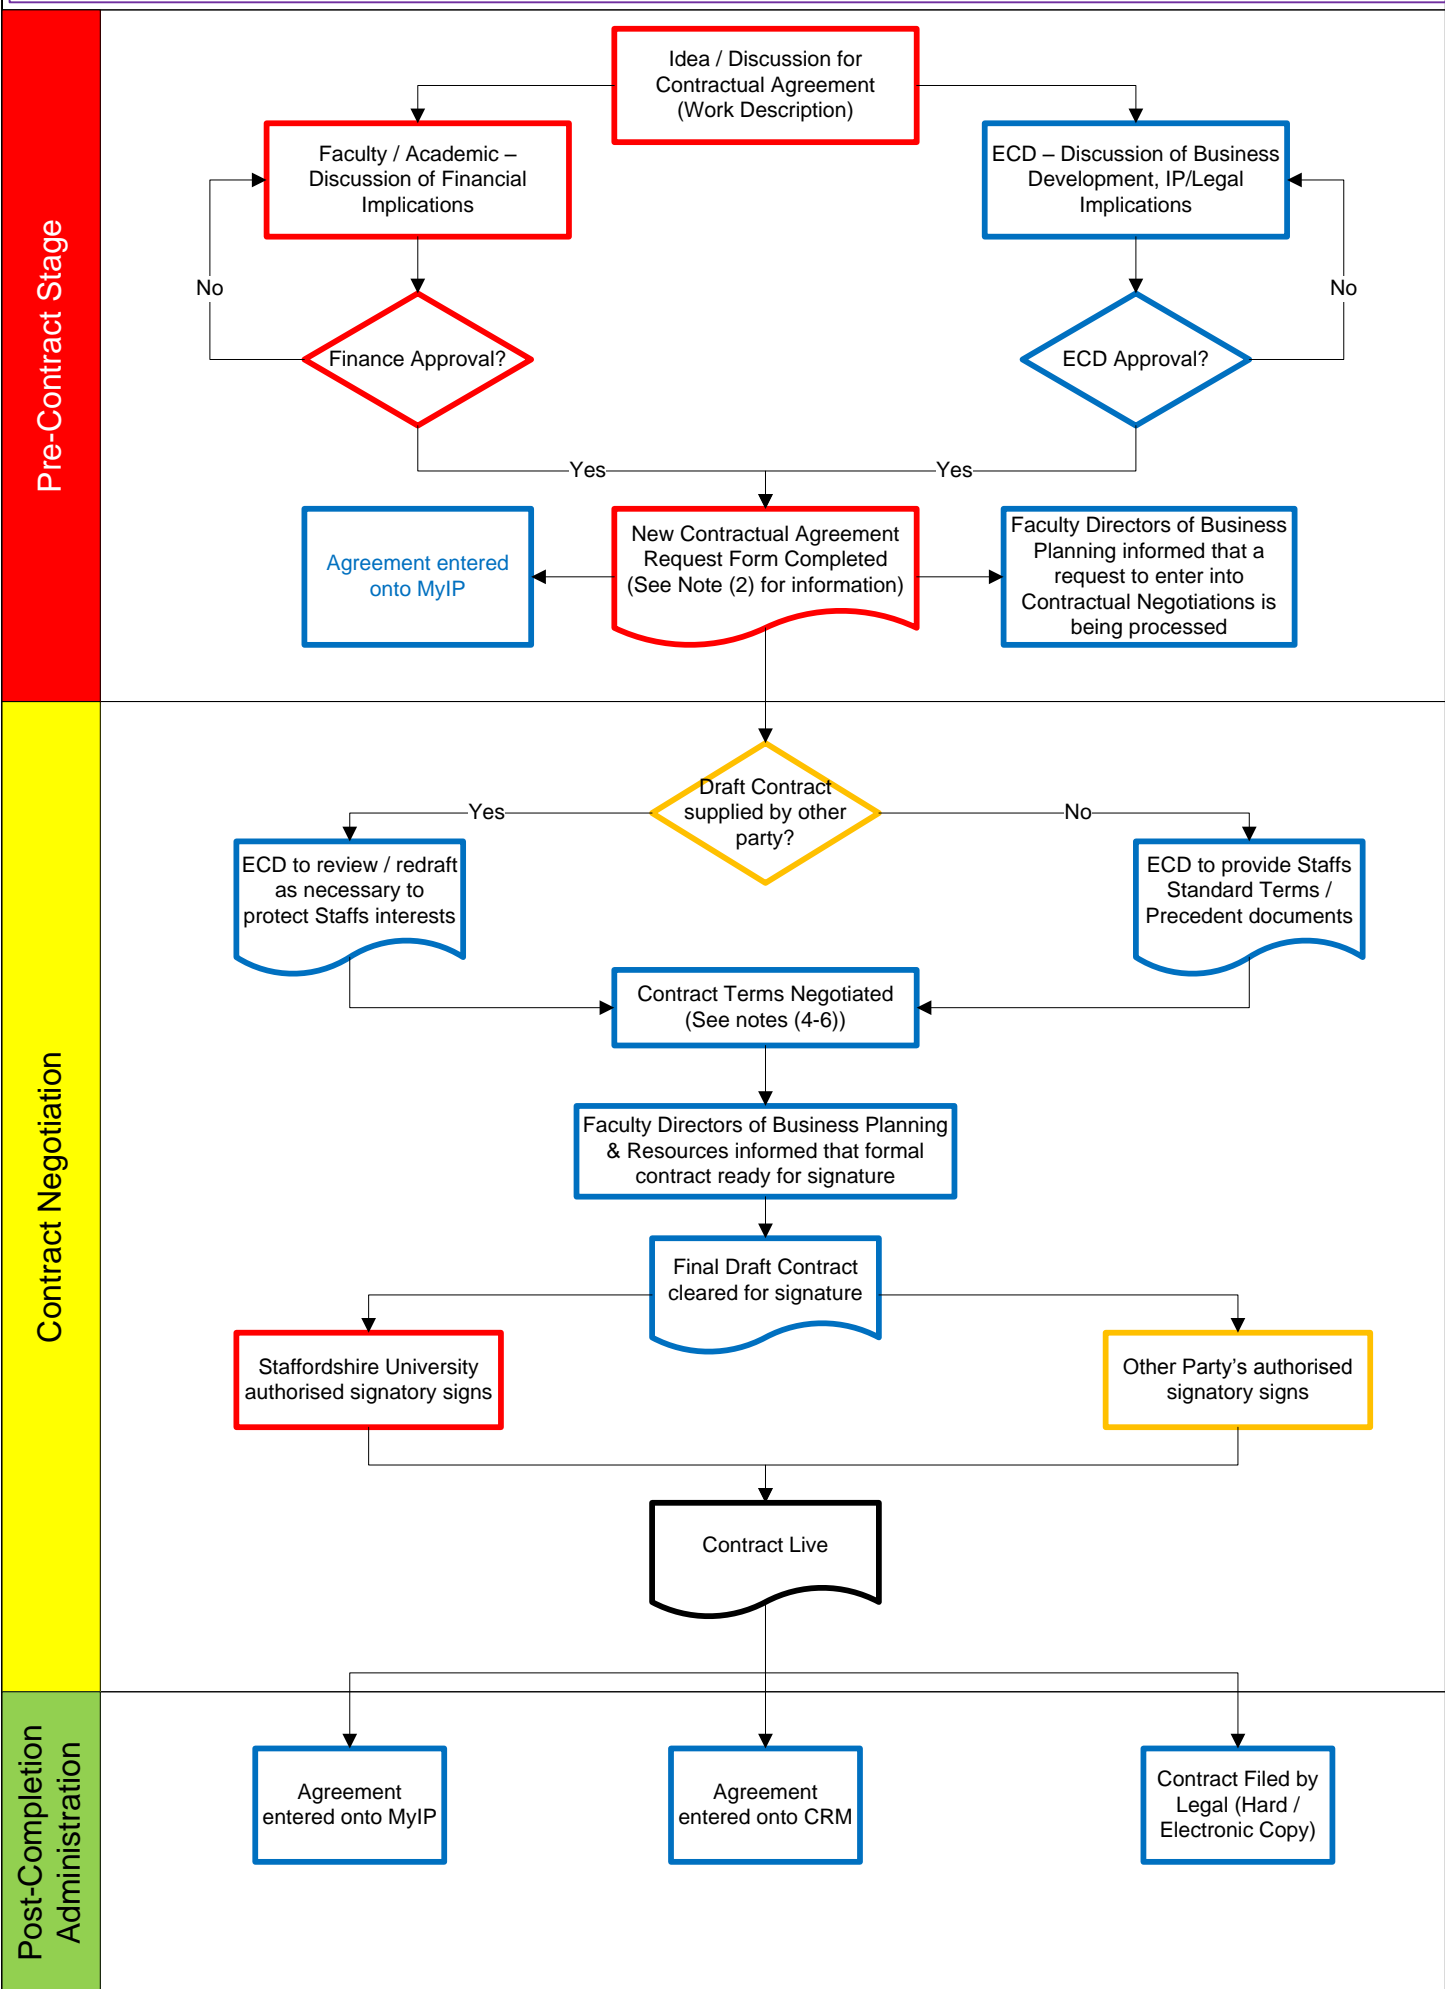 Pre-Contract Stage
Idea / Discussion for
Contractual Agreement
(Work Description)
Faculty / Academic –
Discussion of Financial
Implications
ECD – Discussion of Business
Development, IP/Legal
Implications
No
No
Finance Approval?
ECD Approval?
Yes
Yes
Agreement entered
onto MyIP
New Contractual Agreement
Request Form Completed
(See Note (2) for information)
Faculty Directors of Business
Planning informed that a
request to enter into
Contractual Negotiations is
being processed
Contract Negotiation
Draft Contract
supplied by other
party?
Yes
No
ECD to review / redraft
as necessary to
protect Staffs interests
ECD to provide Staffs
Standard Terms /
Precedent documents
Contract Terms Negotiated
(See notes (4-6))
Faculty Directors of Business Planning
& Resources informed that formal
contract ready for signature
Final Draft Contract
cleared for signature
Staffordshire University
authorised signatory signs
Other Party’s authorised
signatory signs
Contract Live
Post-Completion
Administration
Agreement
entered onto MyIP
Agreement
entered onto CRM
Contract Filed by
Legal (Hard /
Electronic Copy)